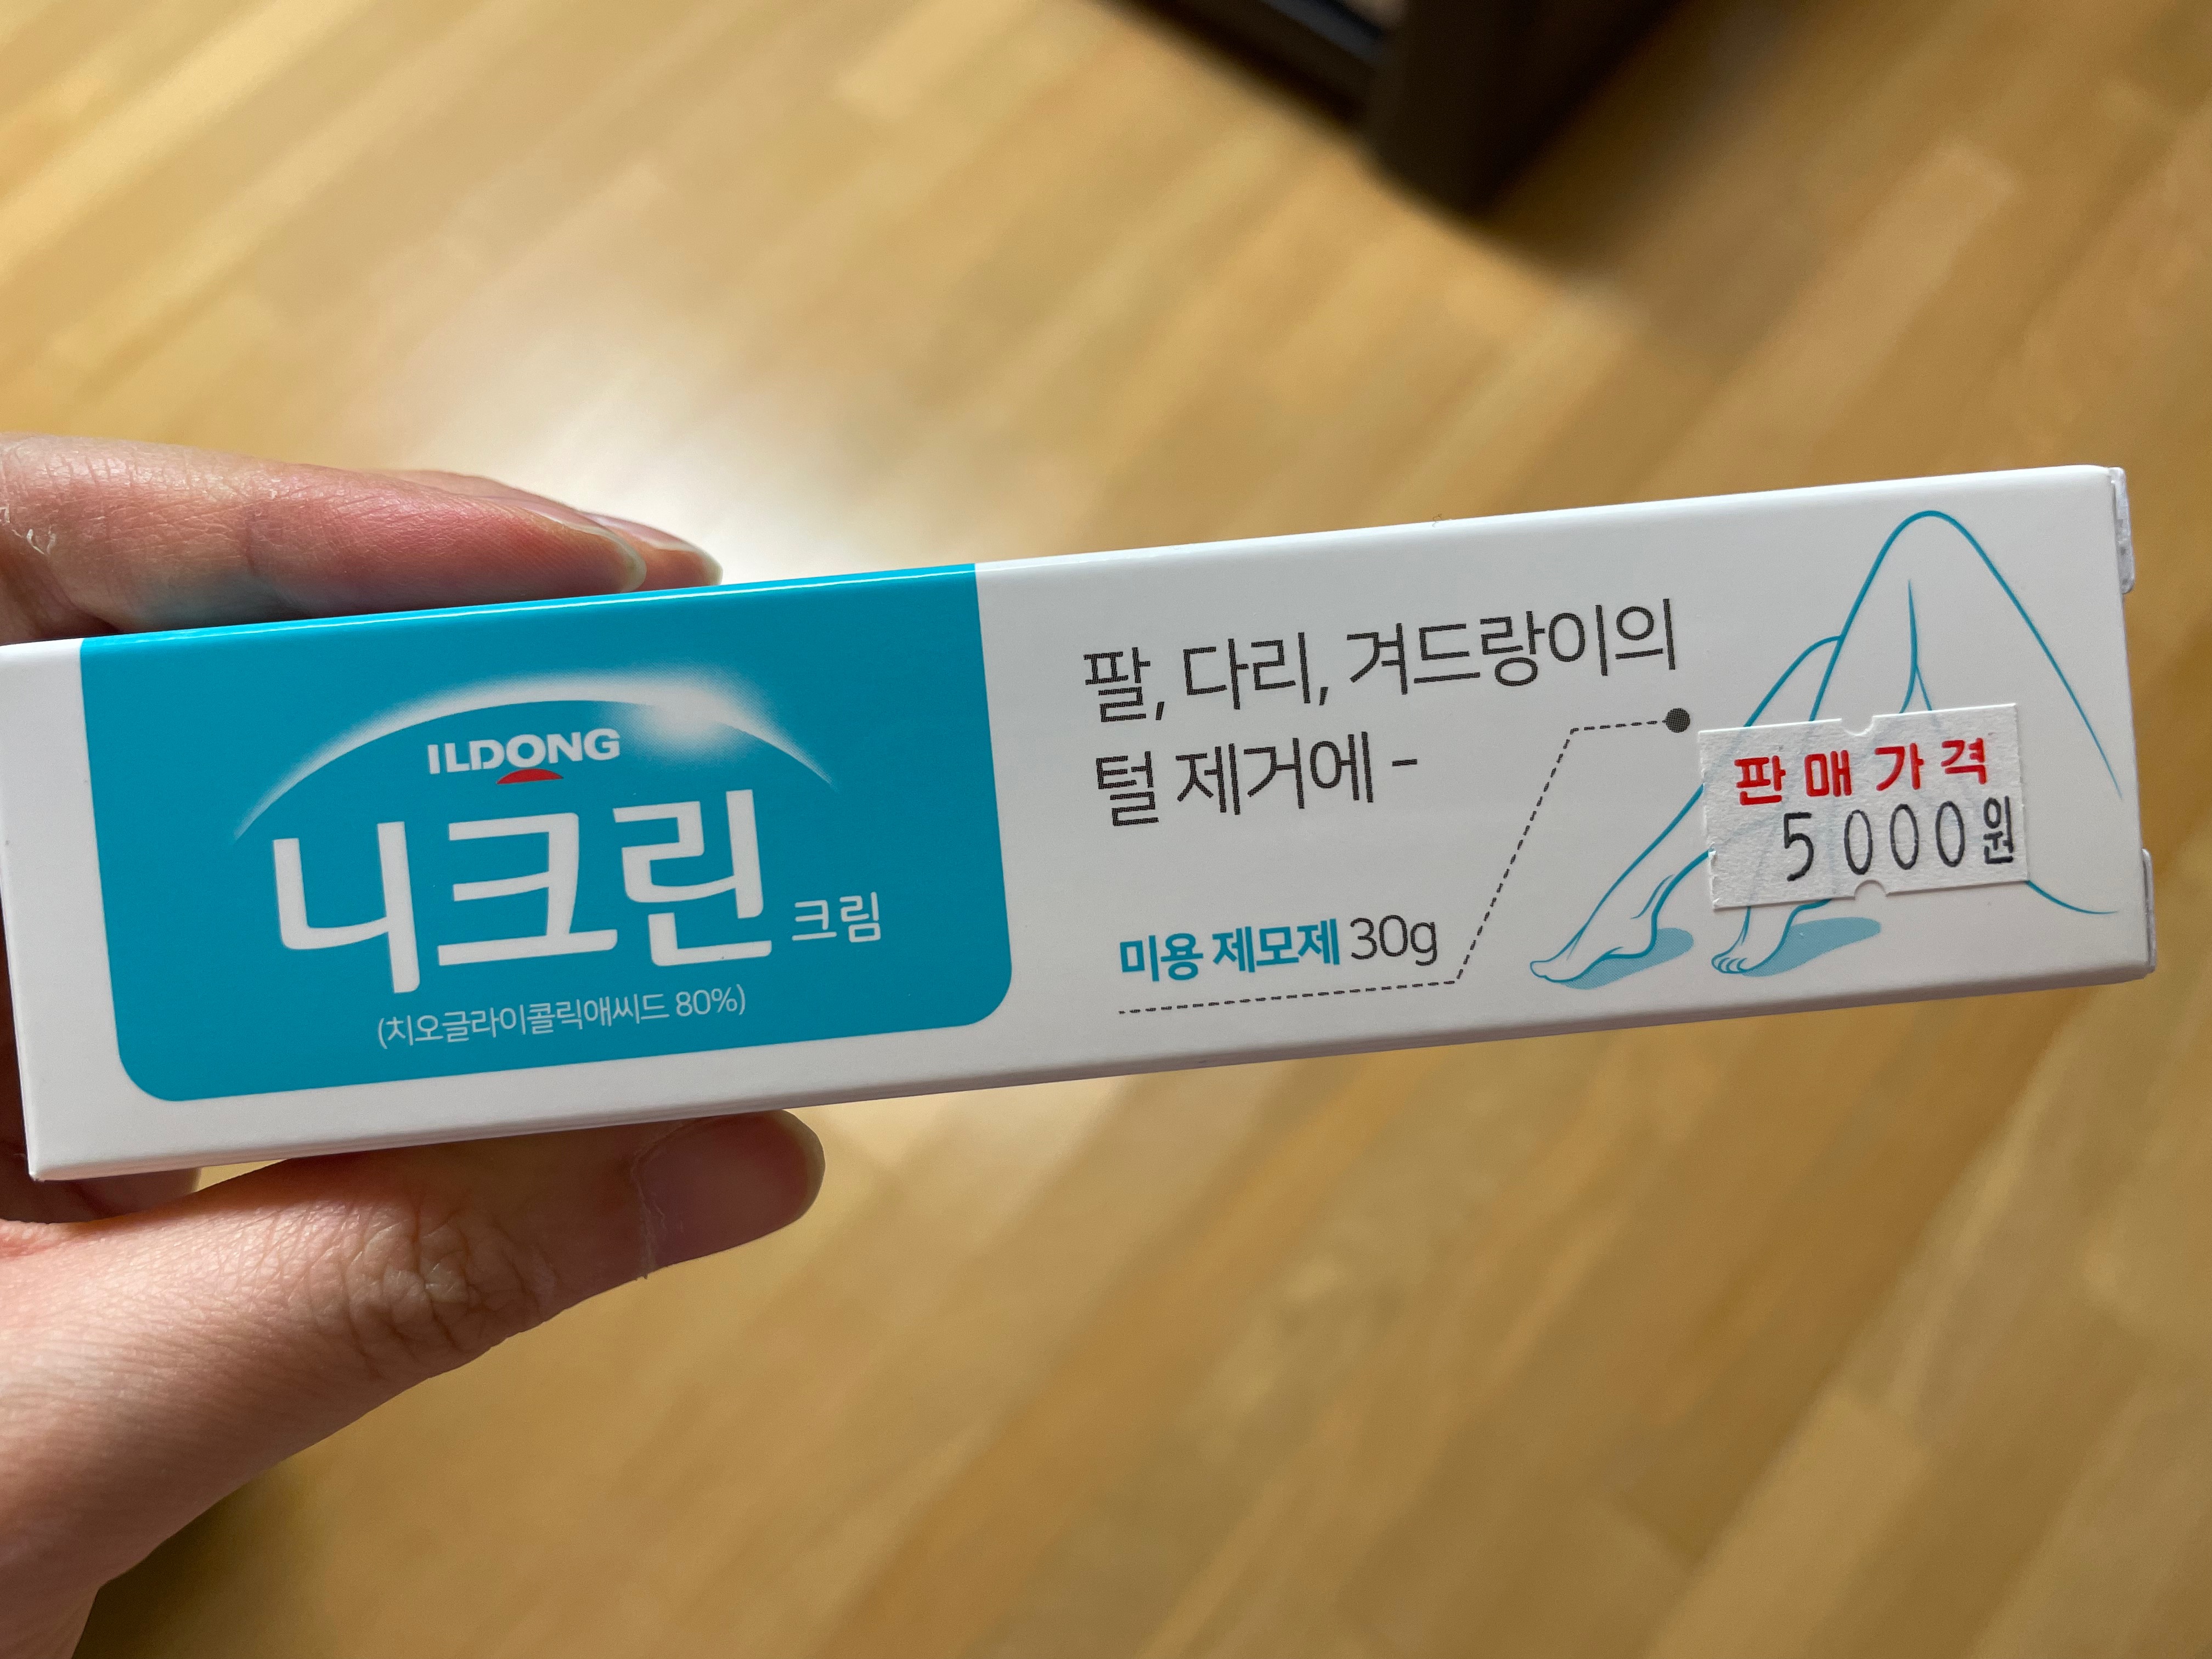 ILDONG
니크린 크림
(치오글라이콜릭애씨드 80%)
팔, 다리, 겨드랑이의
털 제거에-
미용 제모제 30g
판매가격
5000원